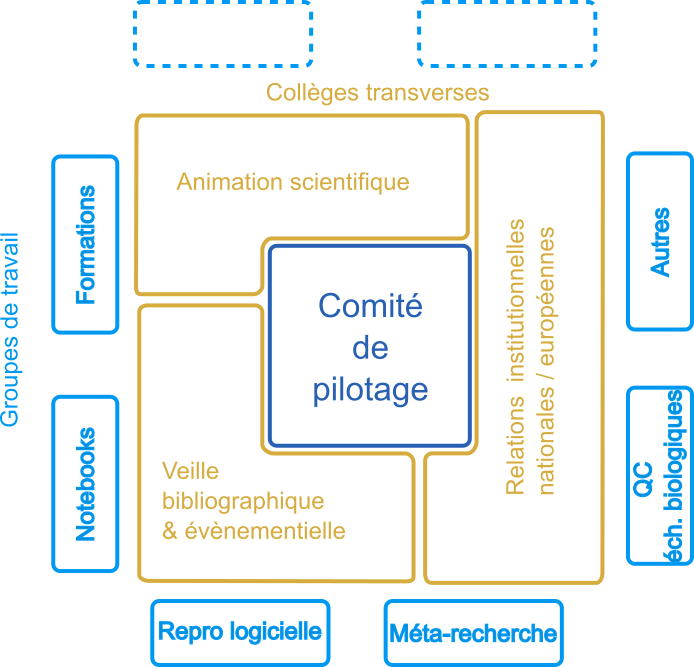 Collèges transverses
Animation scientifique
Groupes de travail
Formations
Notebooks
Comité
de
pilotage
Veille
bibliographique
& évènementielle
Relations institutionnelles
nationales / européennes
Autres
QC
éch. biologiques
Repro logicielle
Méta-recherche